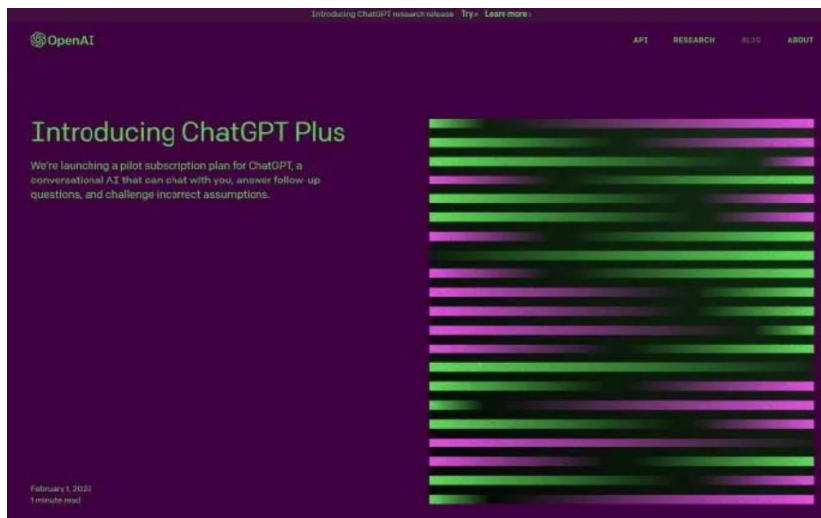 Introducing ChatGPT research release Try› Learn more›
OpenAI
API RESEARCH BLOG ABOUT
Introducing ChatGPT Plus
We're launching a pilot subscription plan for ChatGPT, a
conversational AI that can chat with you, answer follow-up
questions, and challenge incorrect assumptions.
February 1, 2023
1 minute read